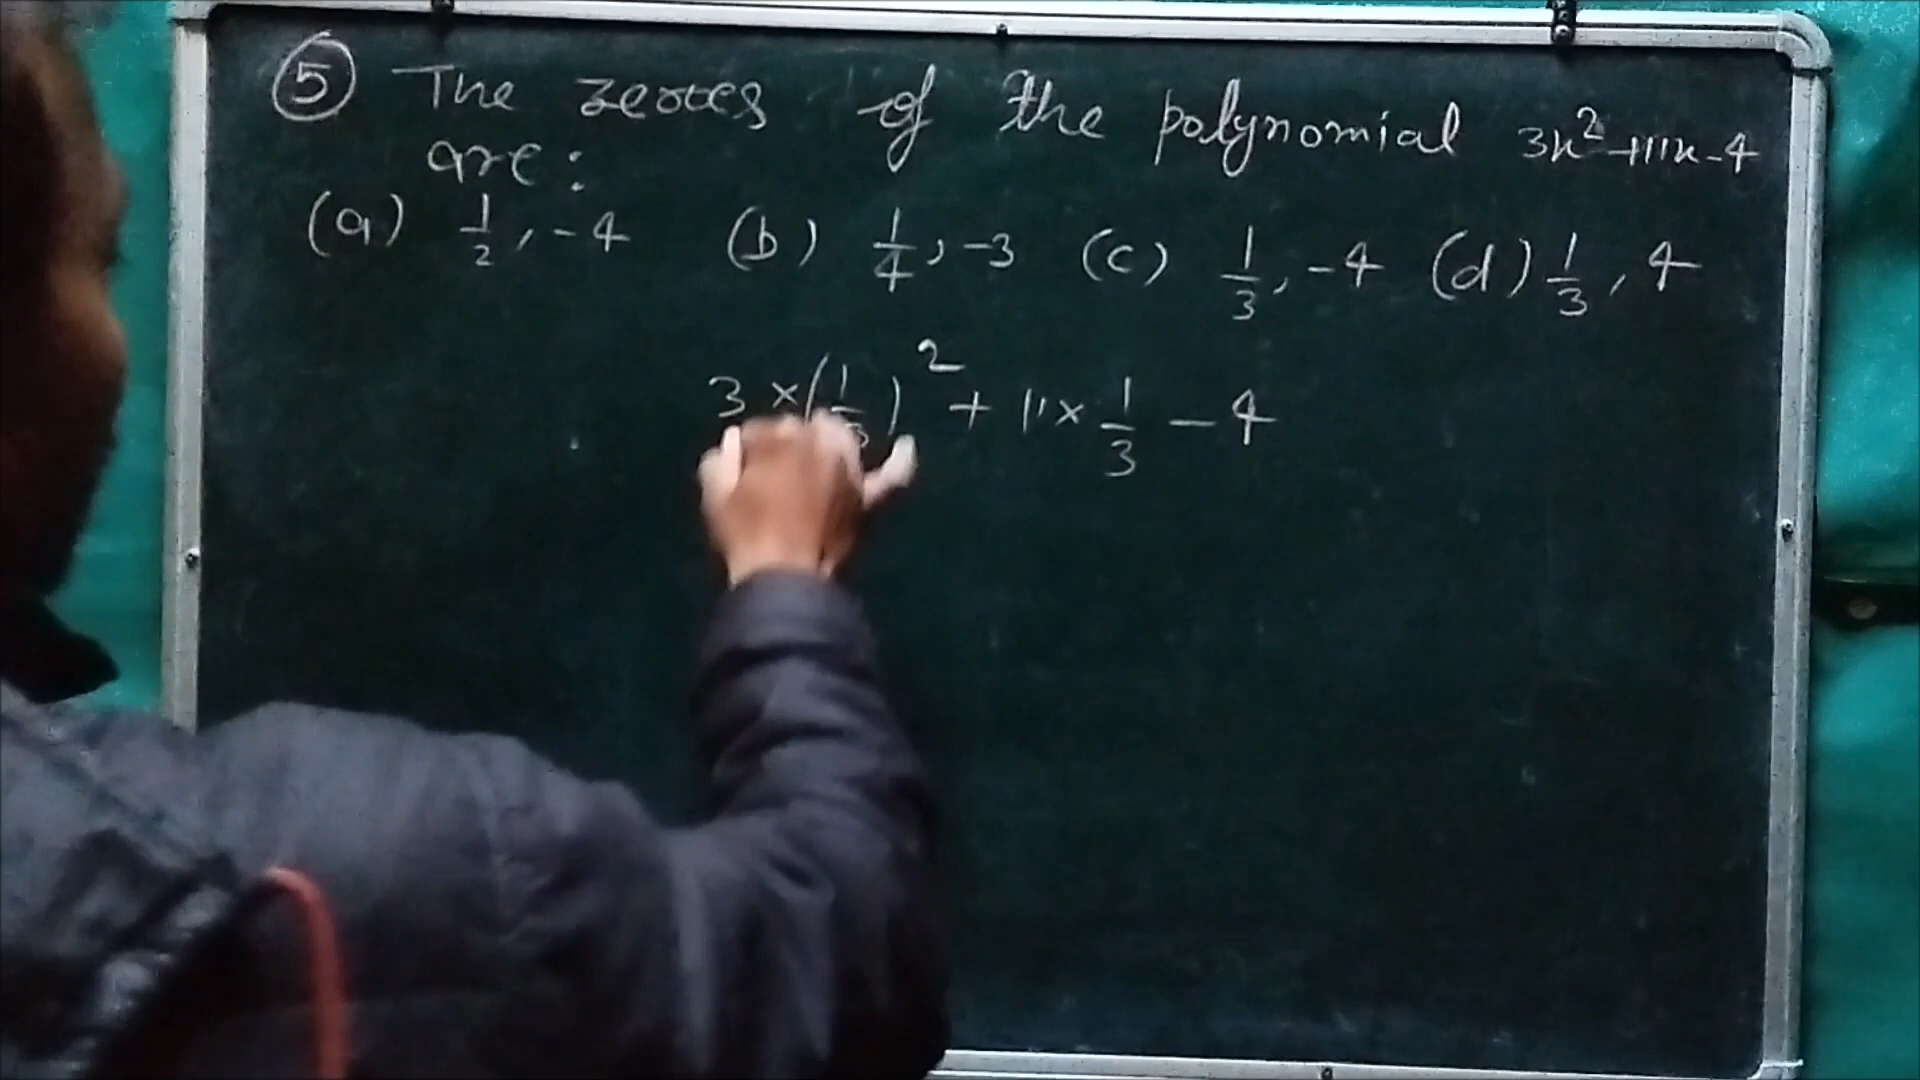 ⑤ The zeroes of the polynomial 3x²+11x-4
are:
(a) 1/2, -4 (b) 1/4, -3 (c) 1/3, -4 (d) 1/3, 4
3 × (1/3)² + 11 × 1/3 - 4